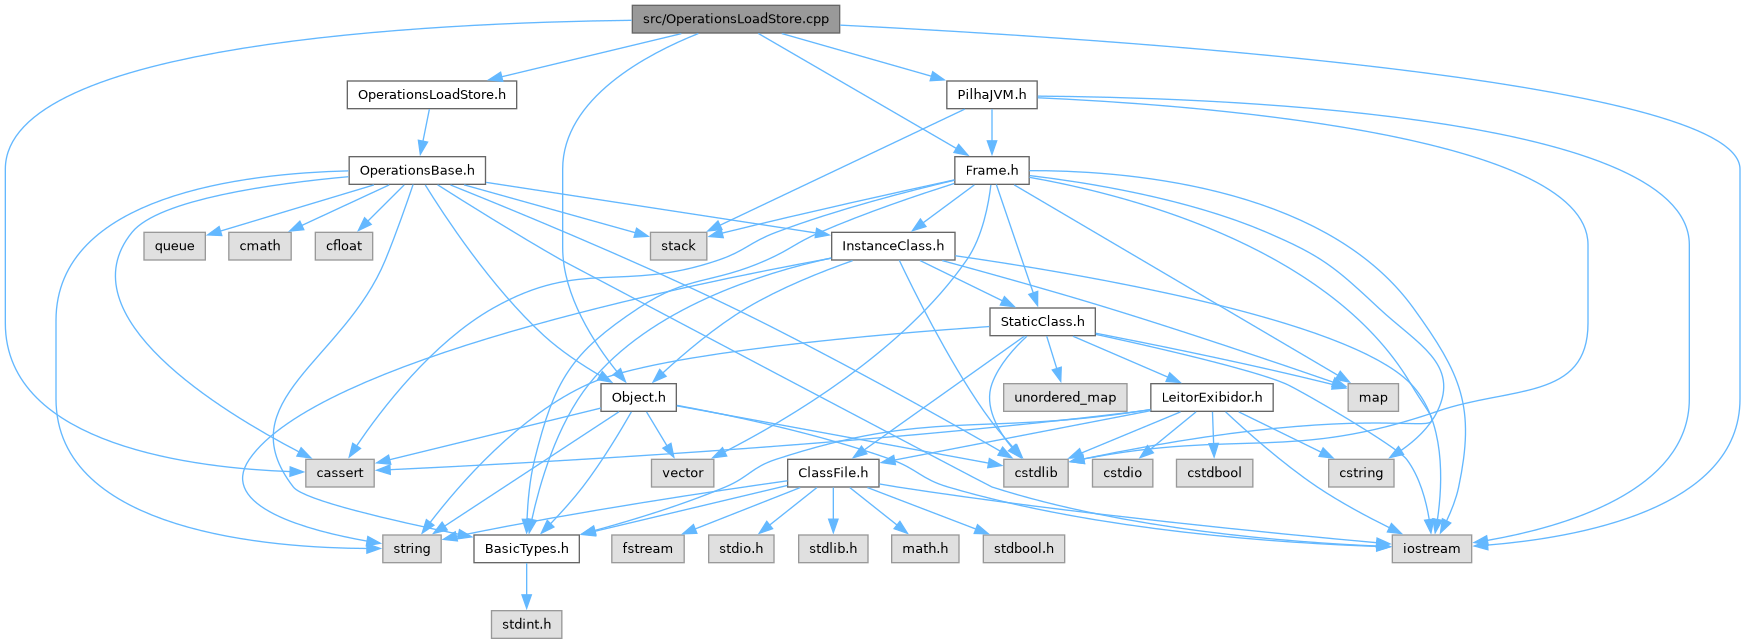 src/OperationsLoadStore.cpp
OperationsLoadStore.h
PilhaJVM.h
OperationsBase.h
Frame.h
queue
cmath
cfloat
stack
InstanceClass.h
StaticClass.h
Object.h
unordered_map
LeitorExibidor.h
map
cassert
vector
ClassFile.h
cstdlib
cstdio
cstdbool
cstring
string
BasicTypes.h
fstream
stdio.h
stdlib.h
math.h
stdbool.h
iostream
stdint.h